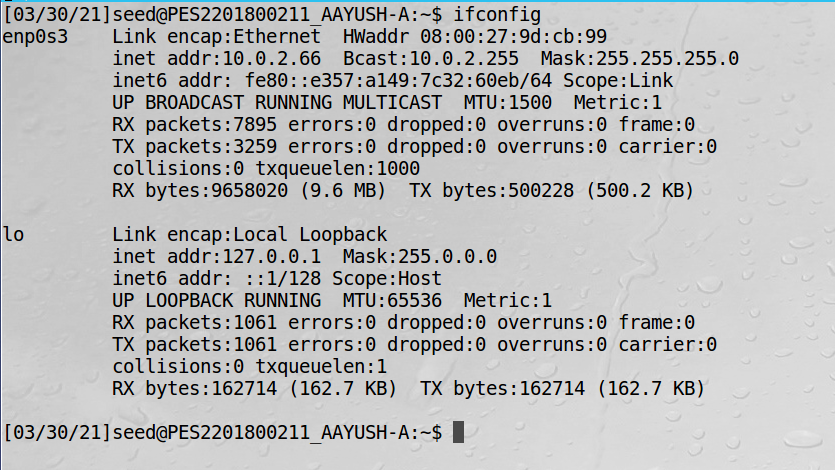 [03/30/21]seed@PES2201800211_AAYUSH-A:~$ ifconfig
enp0s3    Link encap:Ethernet  HWaddr 08:00:27:9d:cb:99
          inet addr:10.0.2.66  Bcast:10.0.2.255  Mask:255.255.255.0
          inet6 addr: fe80::e357:a149:7c32:60eb/64 Scope:Link
          UP BROADCAST RUNNING MULTICAST  MTU:1500  Metric:1
          RX packets:7895 errors:0 dropped:0 overruns:0 frame:0
          TX packets:3259 errors:0 dropped:0 overruns:0 carrier:0
          collisions:0 txqueuelen:1000
          RX bytes:9658020 (9.6 MB)  TX bytes:500228 (500.2 KB)

lo        Link encap:Local Loopback
          inet addr:127.0.0.1  Mask:255.0.0.0
          inet6 addr: ::1/128 Scope:Host
          UP LOOPBACK RUNNING  MTU:65536  Metric:1
          RX packets:1061 errors:0 dropped:0 overruns:0 frame:0
          TX packets:1061 errors:0 dropped:0 overruns:0 carrier:0
          collisions:0 txqueuelen:1
          RX bytes:162714 (162.7 KB)  TX bytes:162714 (162.7 KB)

[03/30/21]seed@PES2201800211_AAYUSH-A:~$